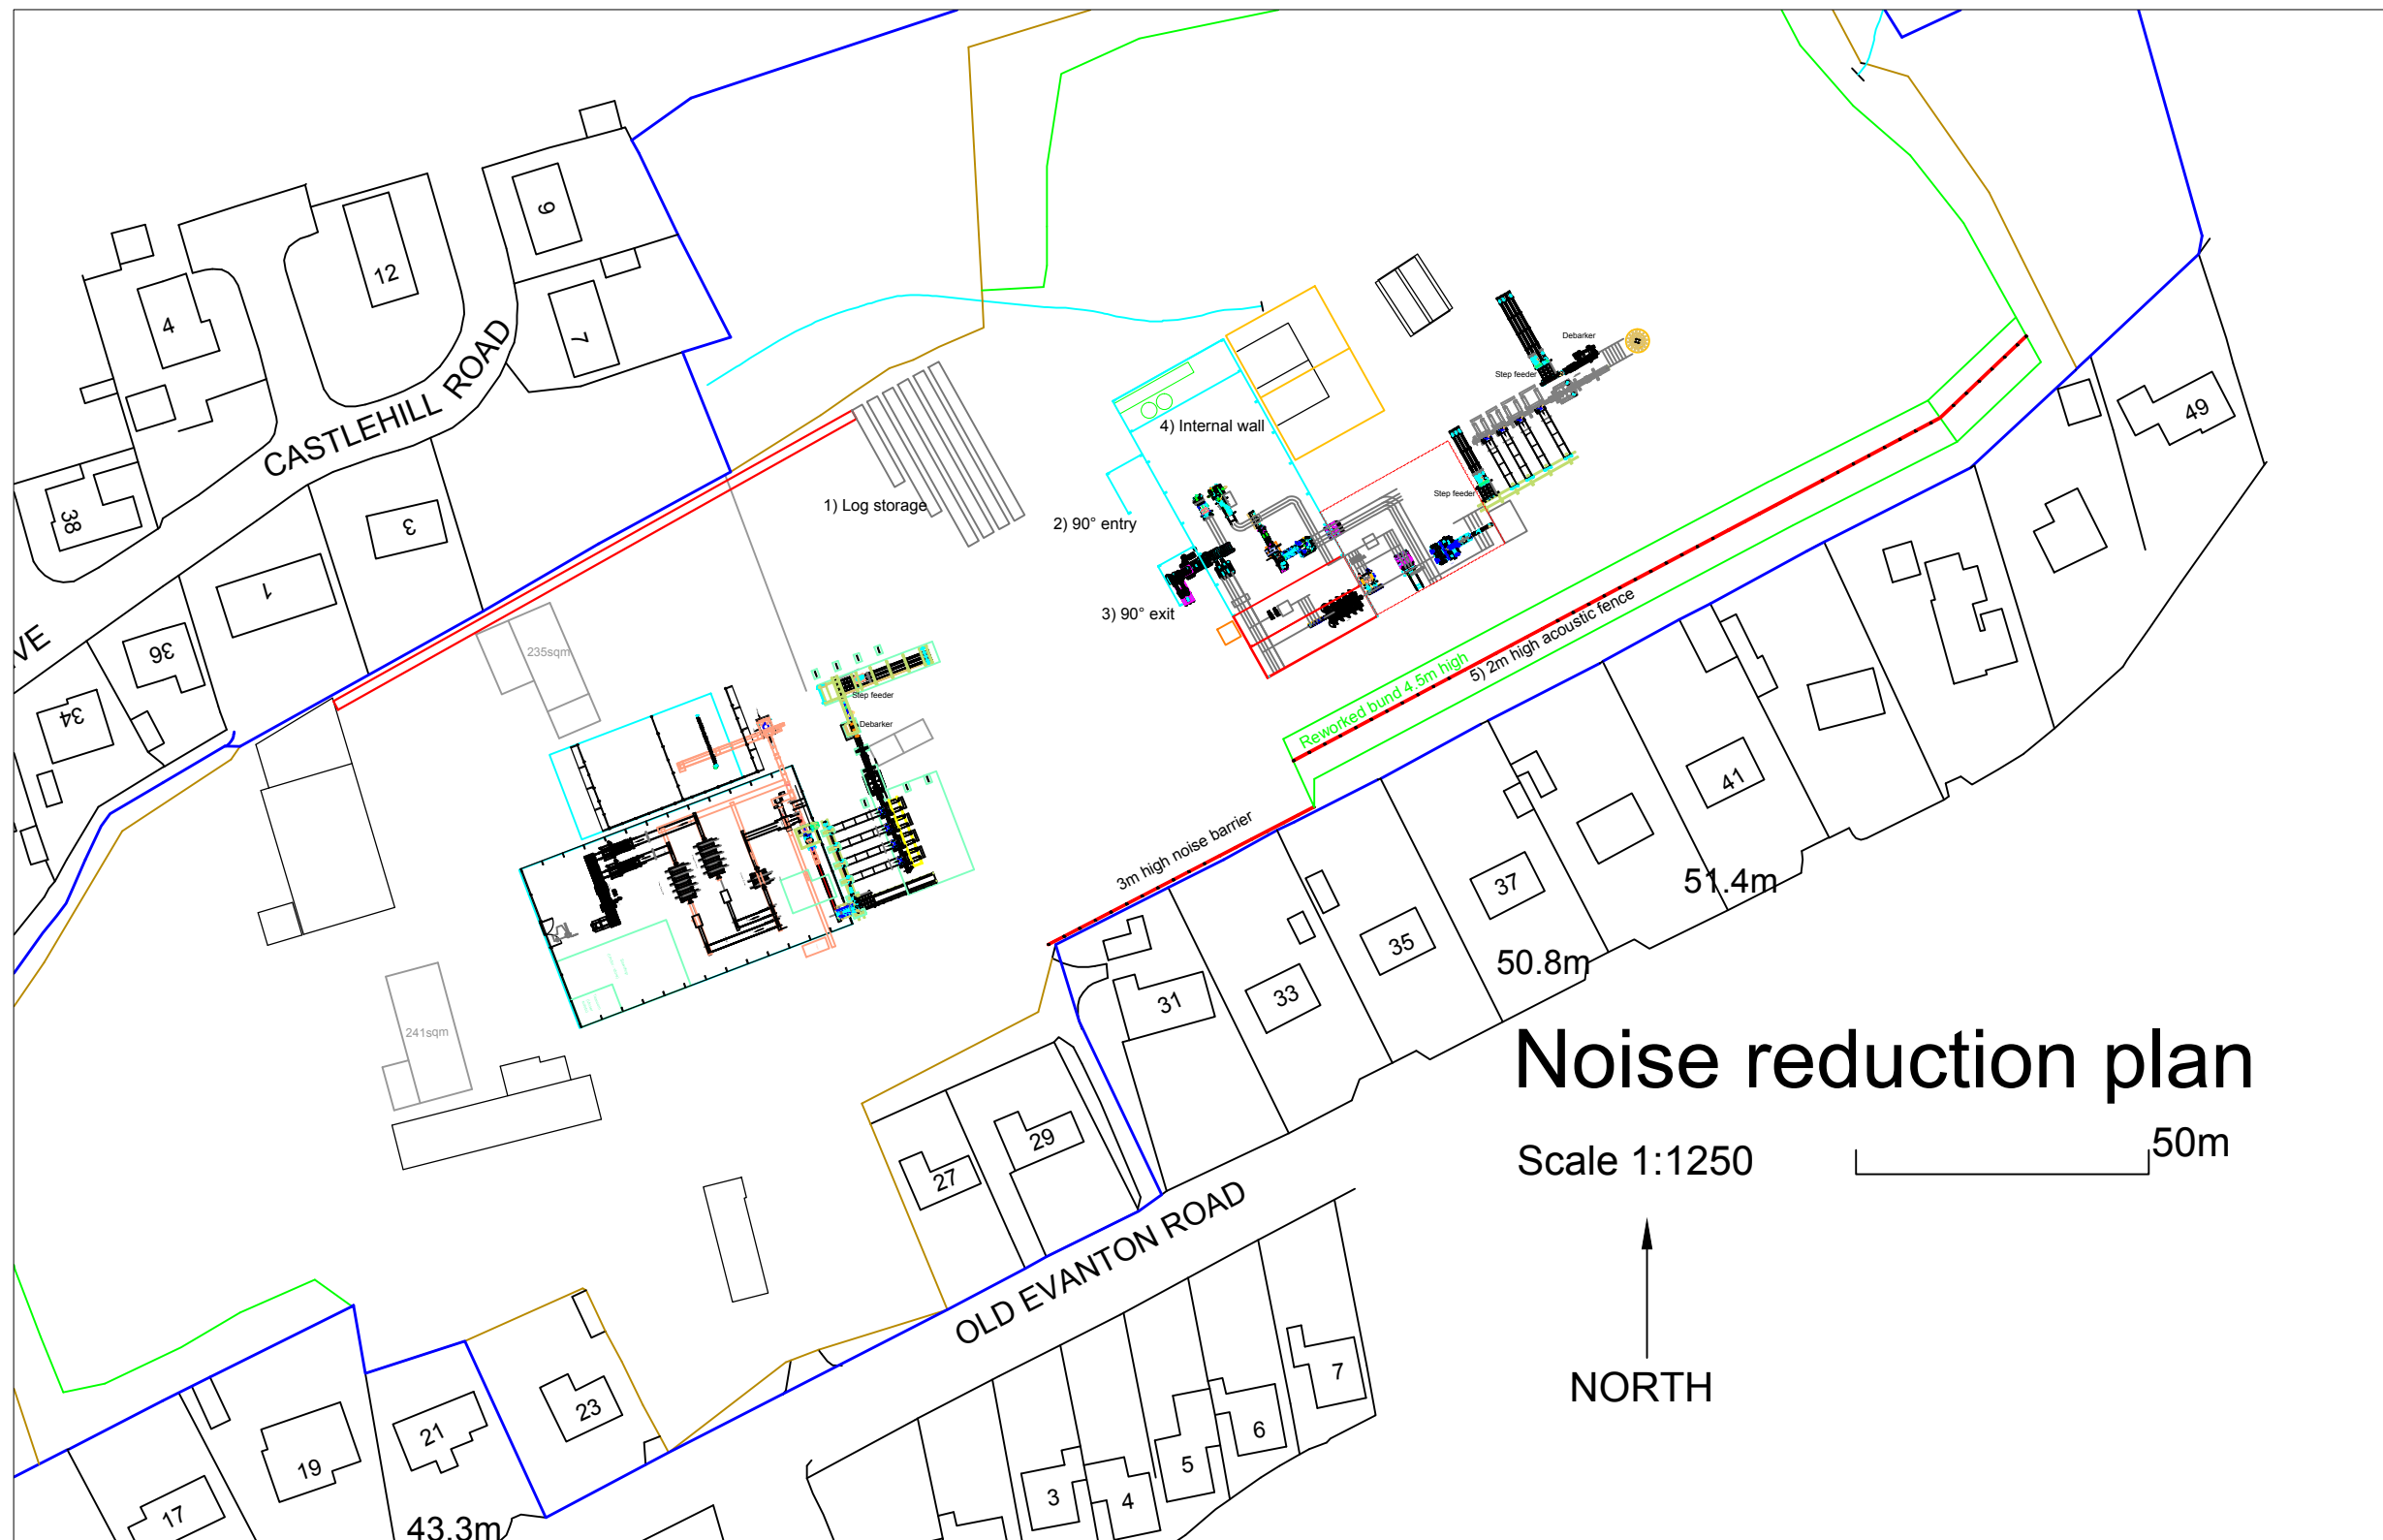 9
12
4
7
CASTLEHILL ROAD
38
3
1
VE
36
34
1) Log storage
2) 90° entry
3) 90° exit
4) Internal wall
Debarker
Step feeder
Step feeder
49
235sqm
Step feeder
Debarker
Reworked bund 4.5m high
5) 2m high acoustic fence
3m high noise barrier
41
51.4m
37
50.8m
35
33
31
241sqm
29
27
Noise reduction plan
Scale 1:1250
50m
NORTH
OLD EVANTON ROAD
23
21
19
17
43.3m
7
6
5
4
3